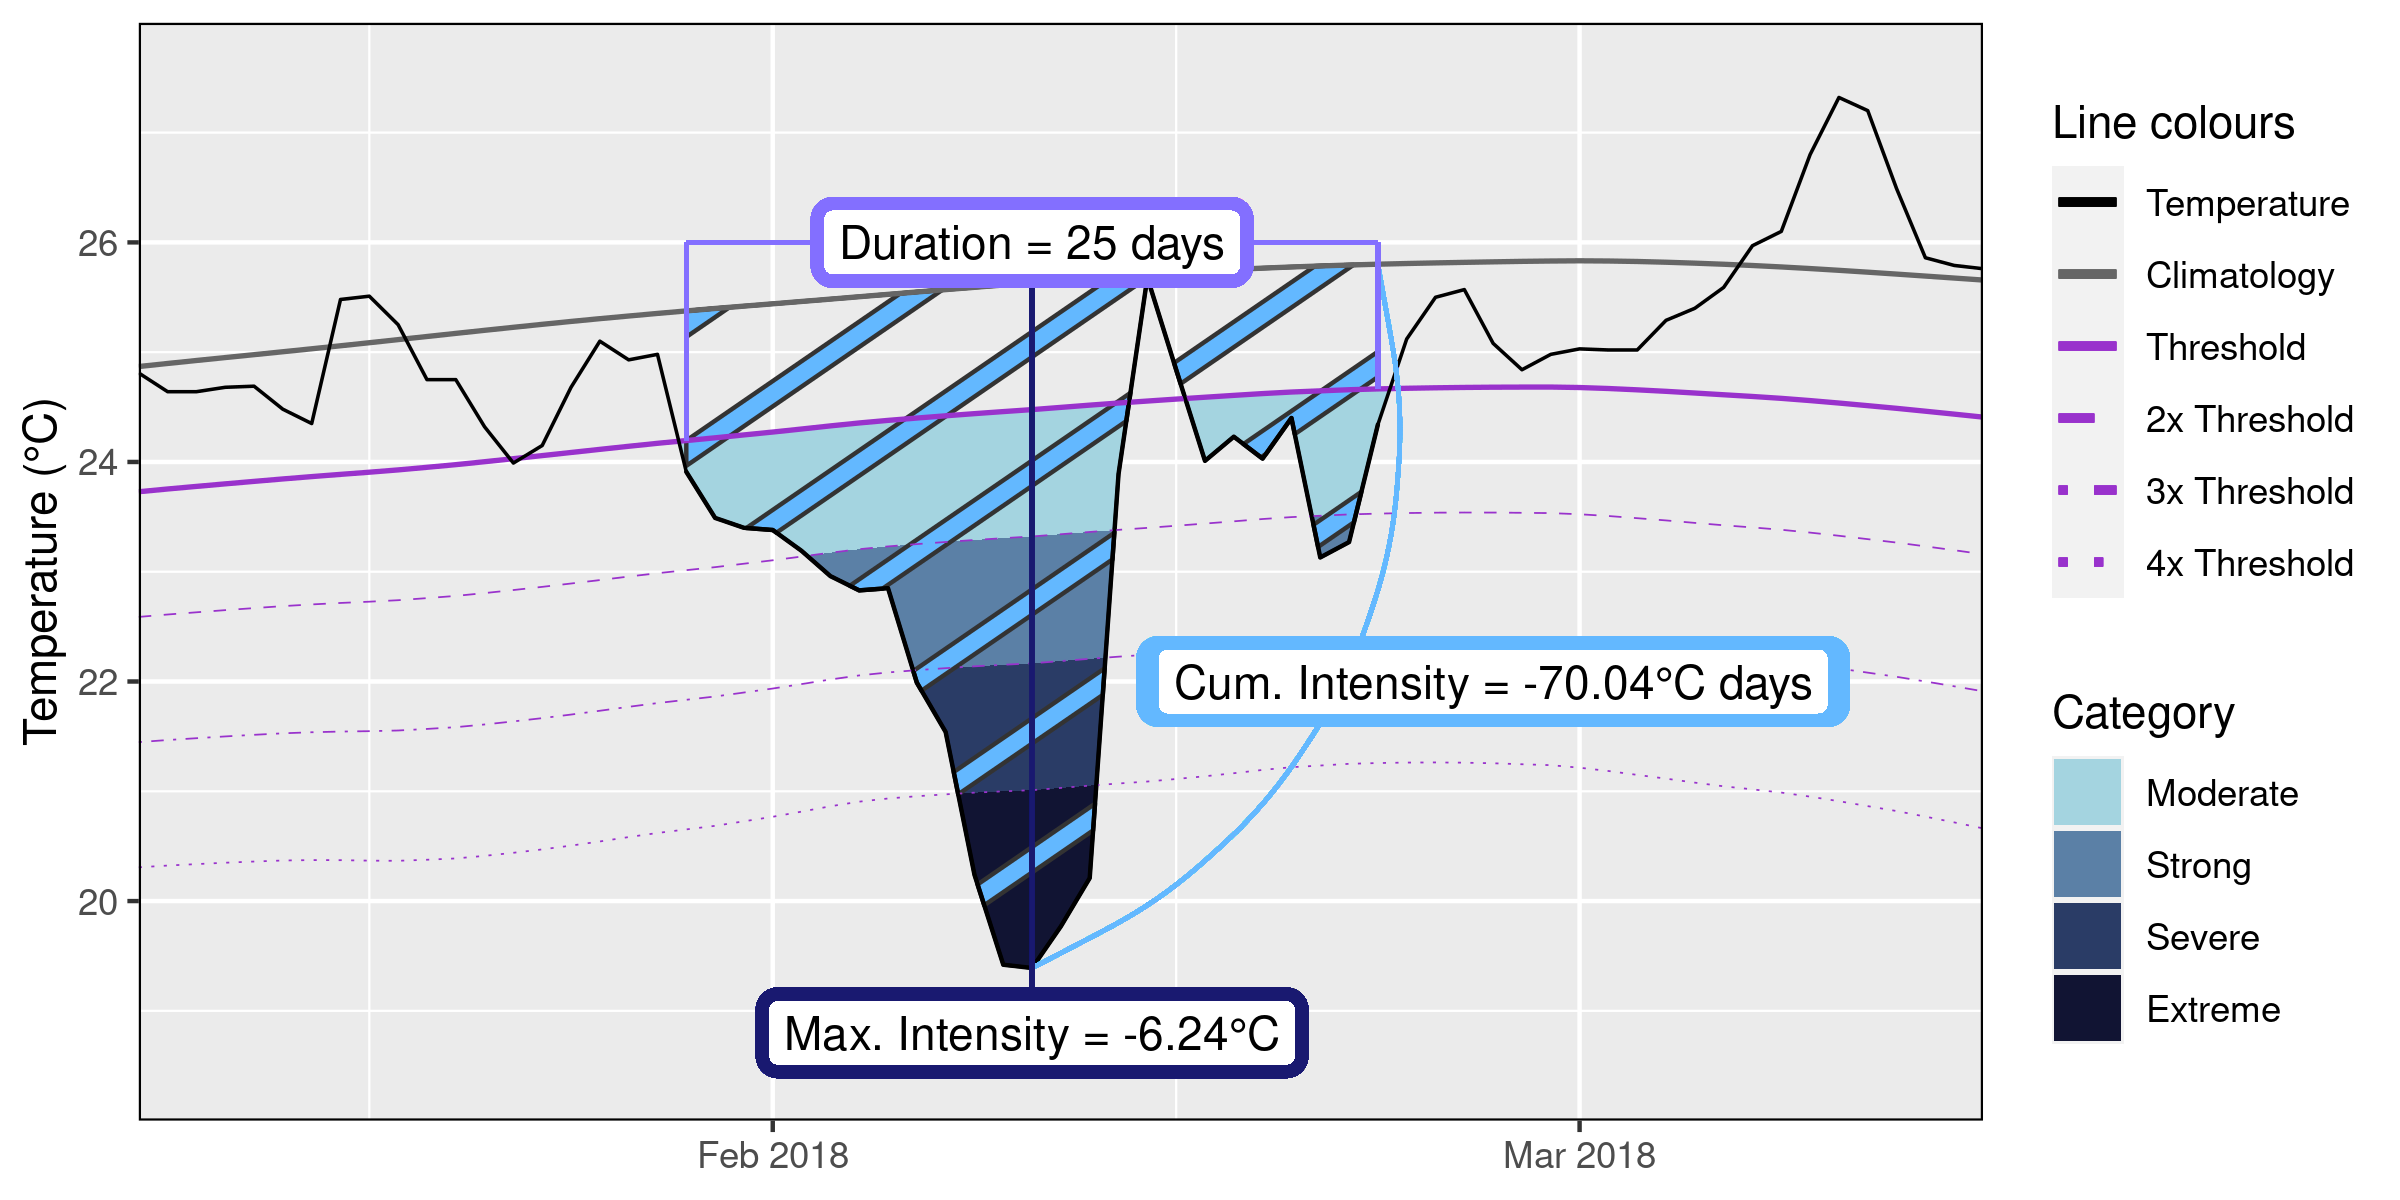 Temperature (°C)
26
24
22
20
Feb 2018
Mar 2018
Duration = 25 days
Cum. Intensity = -70.04°C days
Max. Intensity = -6.24°C
Line colours
Temperature
Climatology
Threshold
2x Threshold
3x Threshold
4x Threshold
Category
Moderate
Strong
Severe
Extreme